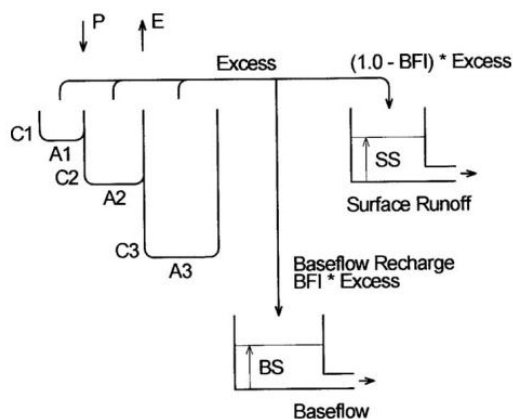 P E
Excess (1.0 - BFI) * Excess
C1
A1
C2
A2
SS
Surface Runoff
C3
A3
Baseflow Recharge
BFI * Excess
BS
Baseflow